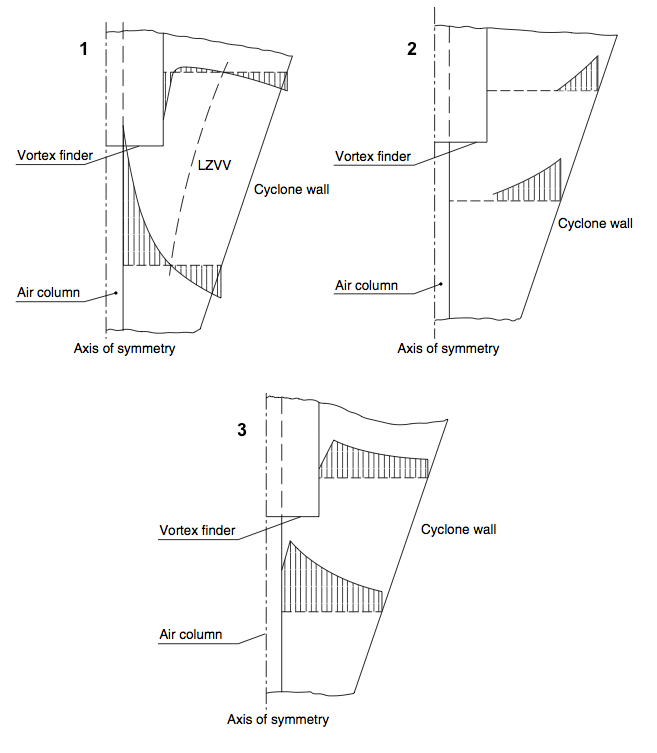 1
Vortex finder
LZVV
Cyclone wall
Air column
Axis of symmetry
2
Vortex finder
Cyclone wall
Air column
Axis of symmetry
3
Vortex finder
Cyclone wall
Air column
Axis of symmetry